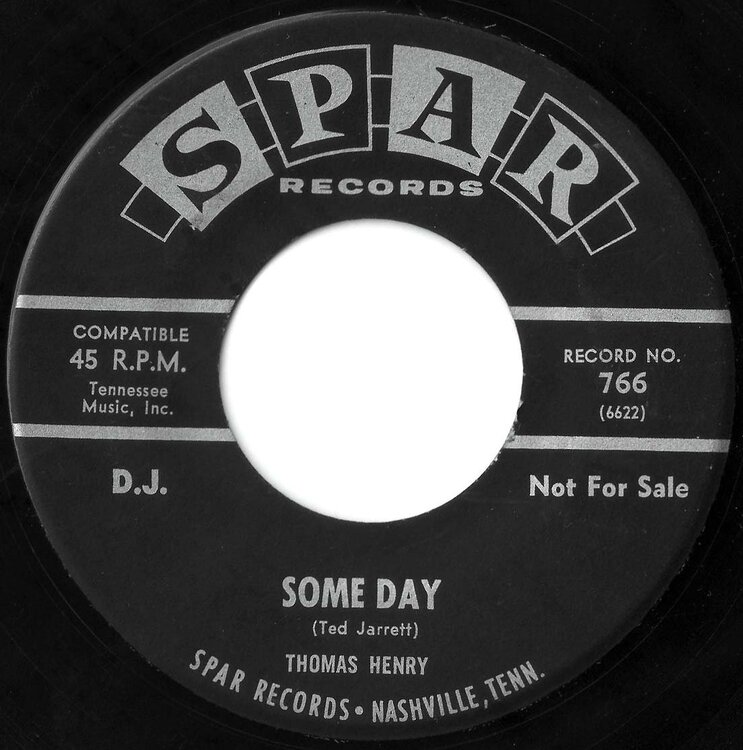 SPAR
RECORDS
COMPATIBLE
45 R.P.M.
Tennessee
Music, Inc.
RECORD NO.
766
(6622)
D.J.
Not For Sale
SOME DAY
(Ted Jarrett)
THOMAS HENRY
SPAR RECORDS • NASHVILLE, TENN.